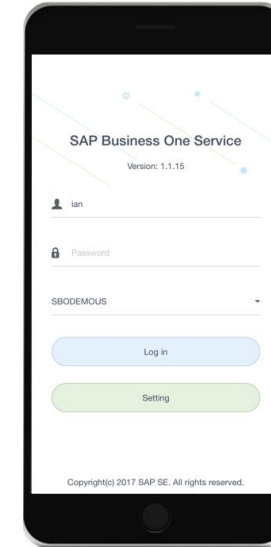 SAP Business One Service
Version: 1.1.15
ian
Password
SBODEMOUS
Log in
Setting
Copyright(c) 2017 SAP SE. All rights reserved.